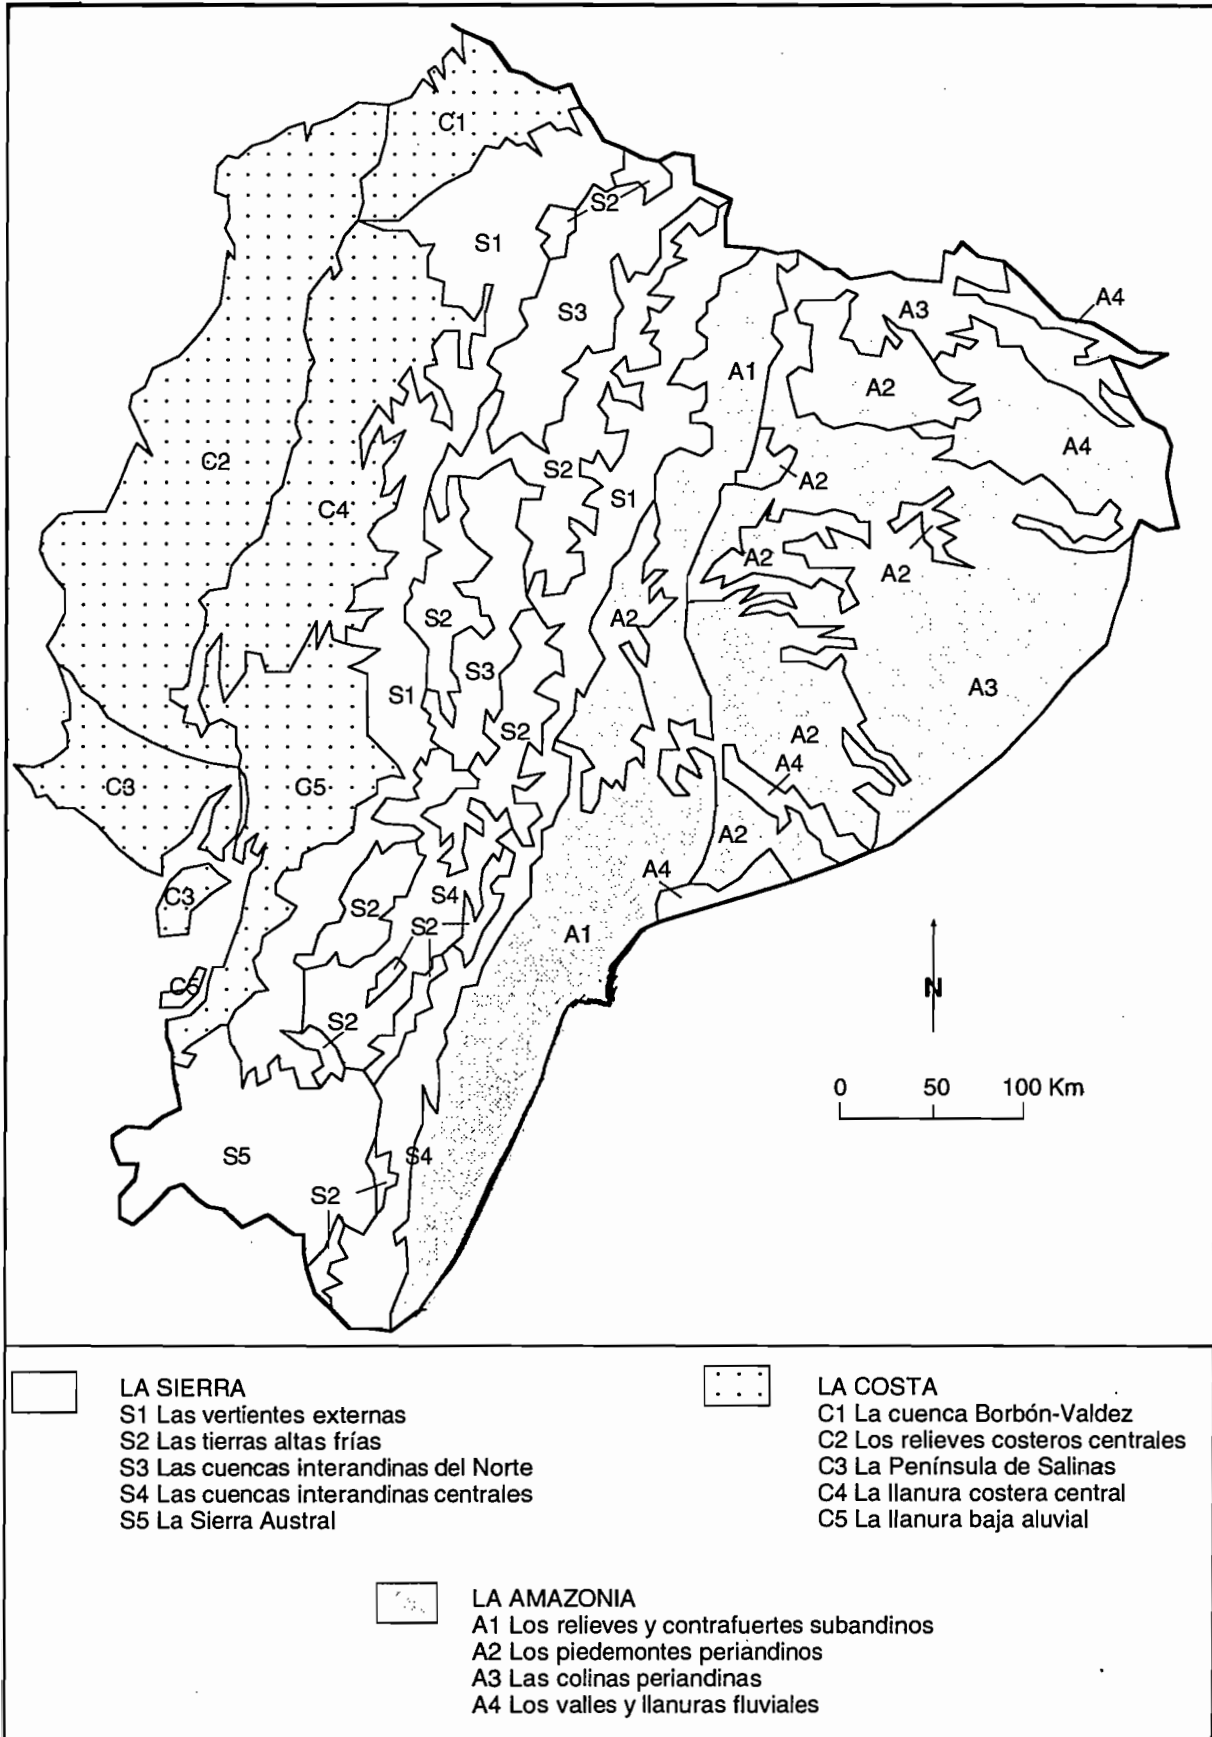 C1
S2
S1
A4
A3
S3
A1
A2
A4
C2
S2
A2
S1
C4
A2
A2
S2
A2
S3
A3
S1
S2
A2
A4
C3
C5
A2
A4
S4
C3
S2
S2
A1
C5
N
S2
0 50 100 Km
S5
S4
S2
LA SIERRA
S1 Las vertientes externas
S2 Las tierras altas frías
S3 Las cuencas interandinas del Norte
S4 Las cuencas interandinas centrales
S5 La Sierra Austral
LA COSTA
C1 La cuenca Borbón-Valdez
C2 Los relieves costeros centrales
C3 La Península de Salinas
C4 La llanura costera central
C5 La llanura baja aluvial
LA AMAZONIA
A1 Los relieves y contrafuertes subandinos
A2 Los piedemontes periandinos
A3 Las colinas periandinas
A4 Los valles y llanuras fluviales